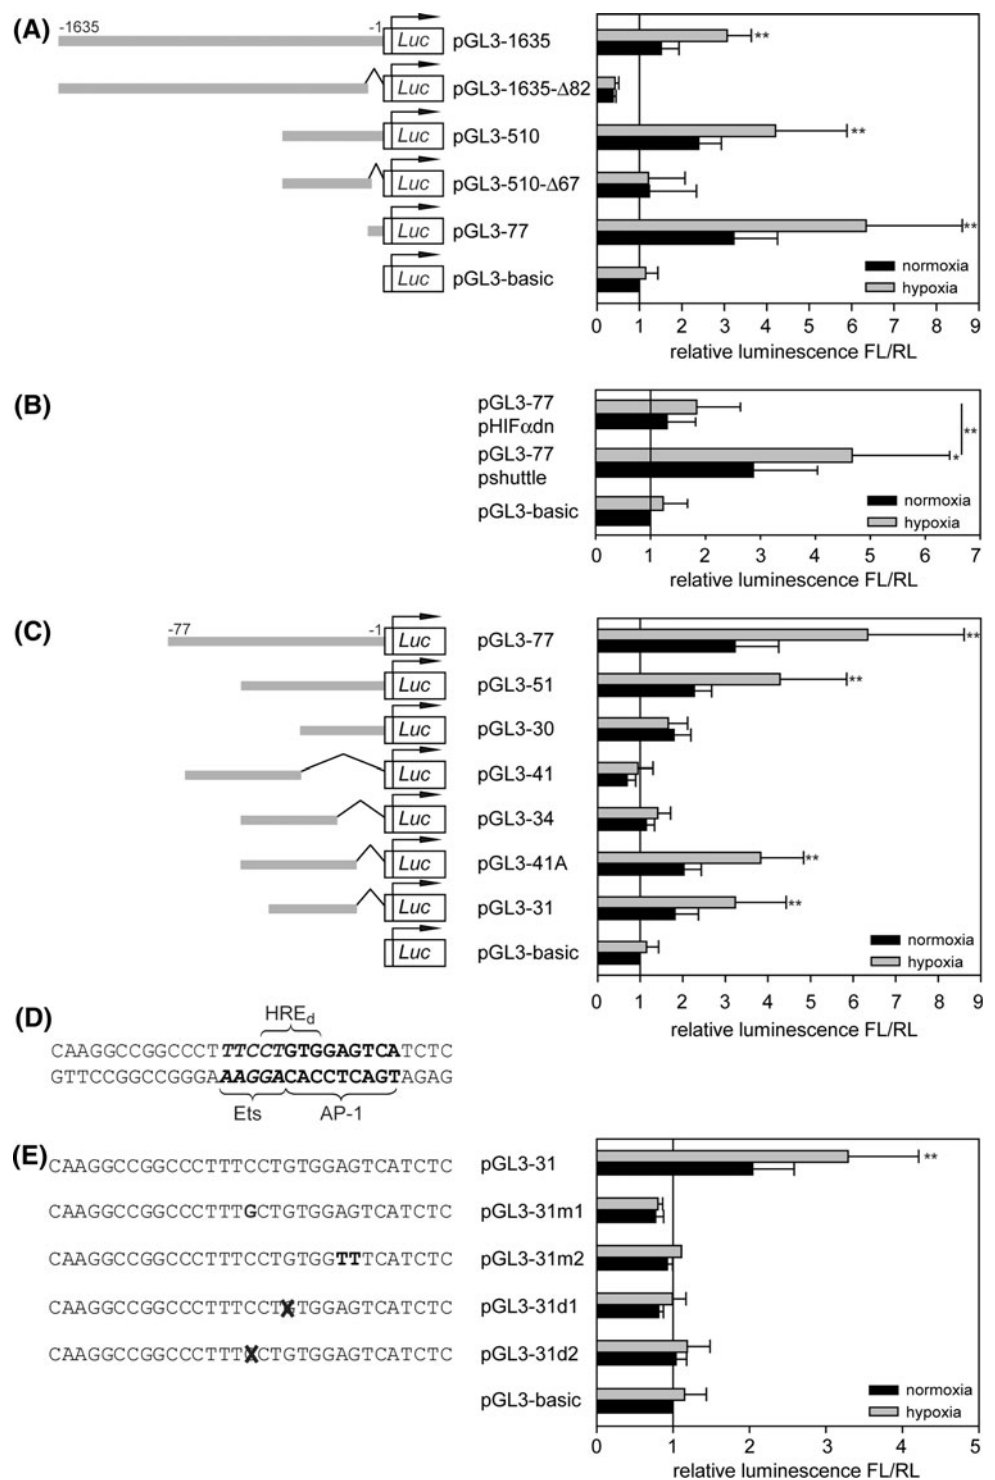 (A)
-1635 -1
Luc pGL3-1635 **
Luc pGL3-1635-Δ82
Luc pGL3-510 **
Luc pGL3-510-Δ67
Luc pGL3-77 **
Luc pGL3-basic
normoxia
hypoxia
0 1 2 3 4 5 6 7 8 9
relative luminescence FL/RL
(B)
pGL3-77
pHIFαdn
**
pGL3-77
pshuttle
*
pGL3-basic
normoxia
hypoxia
0 1 2 3 4 5 6 7
relative luminescence FL/RL
(C)
-77 -1
Luc pGL3-77 **
Luc pGL3-51 **
Luc pGL3-30
Luc pGL3-41
Luc pGL3-34
Luc pGL3-41A **
Luc pGL3-31 **
Luc pGL3-basic
normoxia
hypoxia
0 1 2 3 4 5 6 7 8 9
relative luminescence FL/RL
(D)
HREd
CAAGGCCGGCCCTTTCCTGTGGAGTCATCTC
GTTCCGGCCGGGAAAGGACACCTCAGTAGAG
Ets AP-1
(E)
CAAGGCCGGCCCTTTCCTGTGGAGTCATCTC pGL3-31 **
CAAGGCCGGCCCTTTGCTGTGGAGTCATCTC pGL3-31m1
CAAGGCCGGCCCTTTCCTGTGGTTTCATCTC pGL3-31m2
CAAGGCCGGCCCTTTCCTGTGGAGTCATCTC pGL3-31d1
CAAGGCCGGCCCTTTCCTGTGGAGTCATCTC pGL3-31d2
pGL3-basic
normoxia
hypoxia
0 1 2 3 4 5
relative luminescence FL/RL